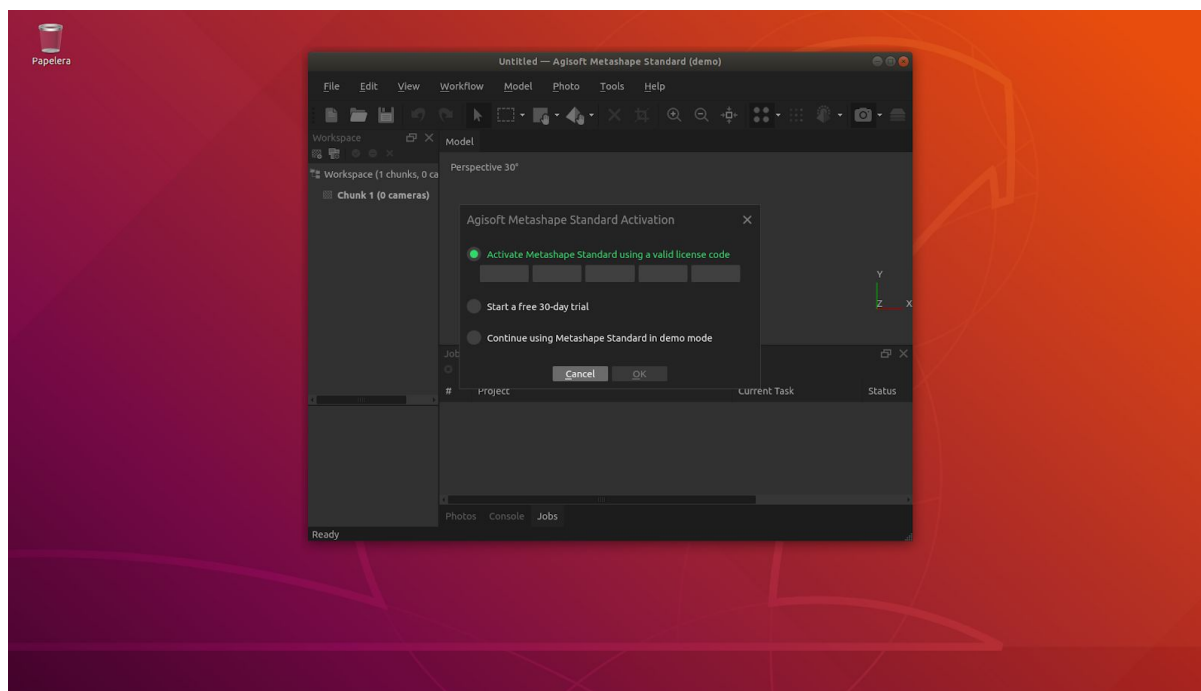 Papelera
Untitled — Agisoft Metashape Standard (demo)
File Edit View Workflow Model Photo Tools Help
Workspace
Model
Workspace (1 chunks, 0 ca
Perspective 30°
Chunk 1 (0 cameras)
Agisoft Metashape Standard Activation
Activate Metashape Standard using a valid license code
Y
Start a free 30-day trial
Z X
Continue using Metashape Standard in demo mode
Job
Cancel OK
# Project Current Task Status
Photos Console Jobs
Ready